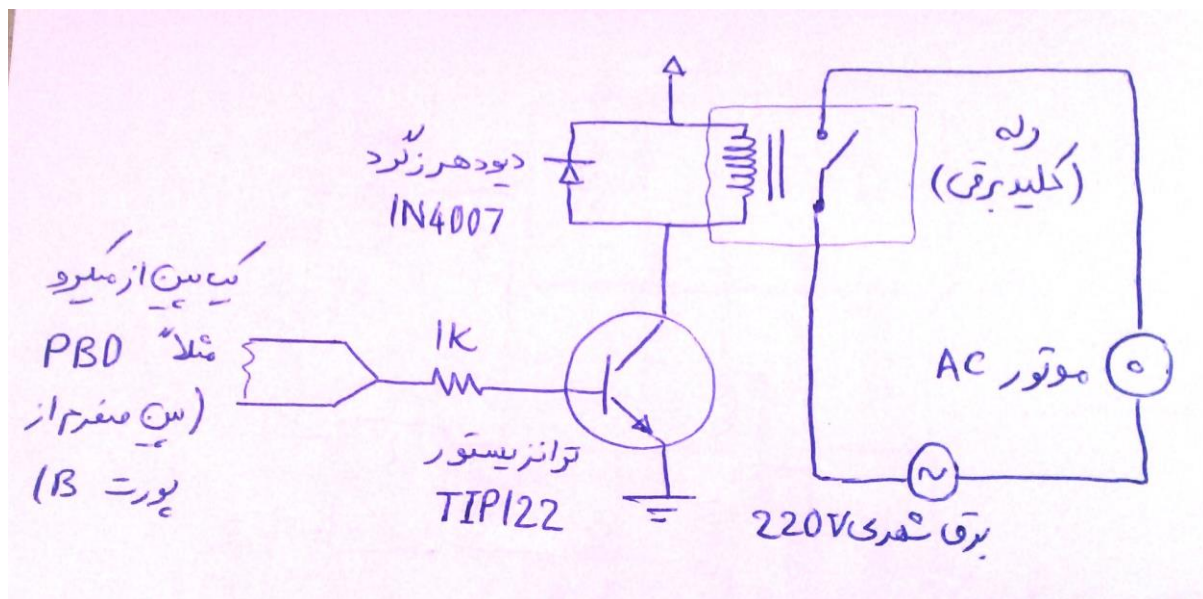 دیود هرزگرد
1N4007
رله
(کلید برقی)
یک پین از میکرو
مثلاً PB0
(پین صفرم از
پورت B)
1K
ترانزیستور
TIP122
موتور AC
برق شهری 220V